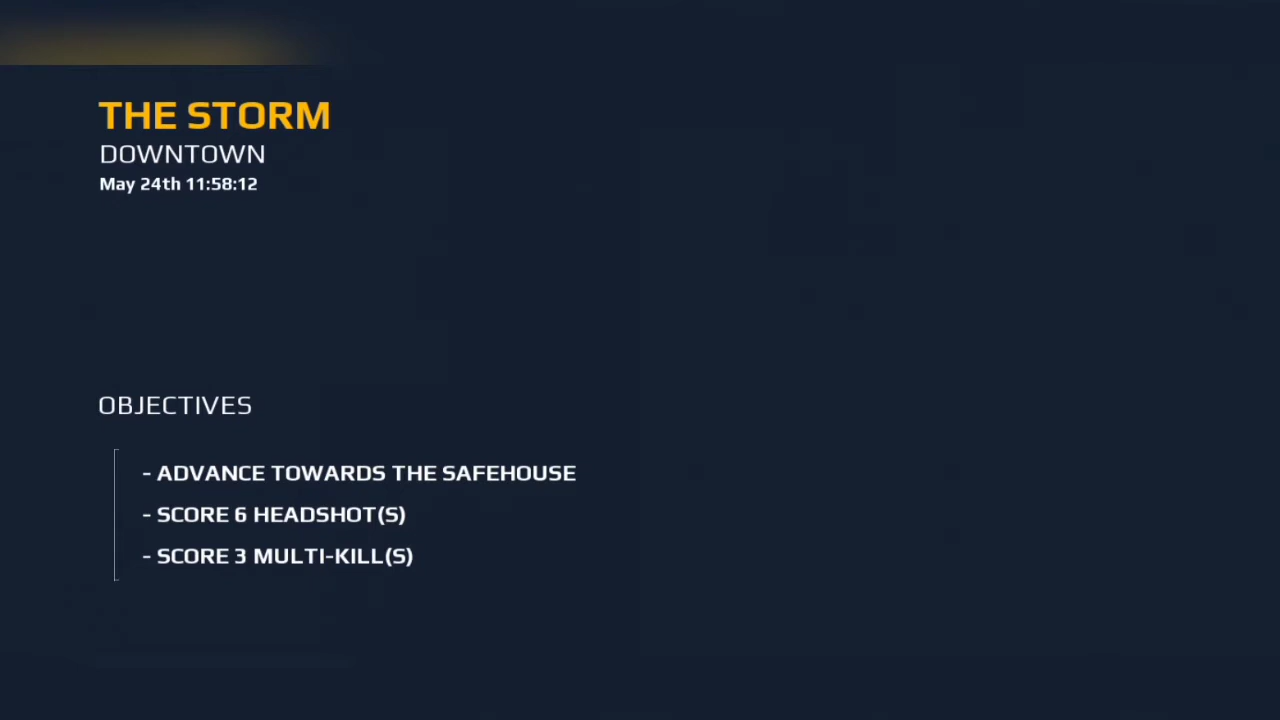 THE STORM
DOWNTOWN
May 24th 11:58:12
OBJECTIVES
- ADVANCE TOWARDS THE SAFEHOUSE
- SCORE 6 HEADSHOT(S)
- SCORE 3 MULTI-KILL(S)